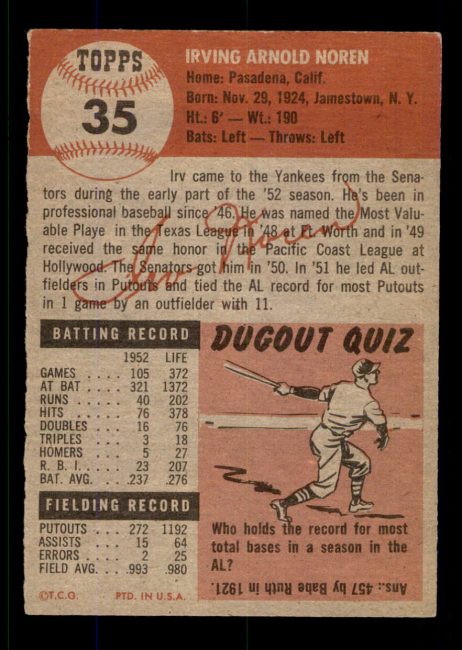 TOPPS
35
IRVING ARNOLD NOREN
Home: Pasadena, Calif.
Born: Nov. 29, 1924, Jamestown, N. Y.
Ht.: 6' — Wt.: 190
Bats: Left — Throws: Left
Irv came to the Yankees from the Sena-
tors during the early part of the '52 season. He's been in
professional baseball since '46. He was named the Most Valu-
able Playe in the Texas League in '48 at Ft. Worth and in '49
received the same honor in the Pacific Coast League at
Hollywood. The Senators got him in '50. In '51 he led AL out-
fielders in Putouts and tied the AL record for most Putouts
in 1 game by an outfielder with 11.
Irv Noren
BATTING RECORD
1952 LIFE
GAMES . . . . 105 372
AT BAT . . . . 321 1372
RUNS . . . . 40 202
HITS . . . . 76 378
DOUBLES . . . 16 76
TRIPLES . . . 3 18
HOMERS . . . 5 27
R. B. I. . . . . 23 207
BAT. AVG. . . .237 .276
FIELDING RECORD
PUTOUTS . . . 272 1192
ASSISTS . . . 15 64
ERRORS . . . 2 25
FIELD AVG. . . .993 .980
©T.C.G. PTD. IN U.S.A.
DUGOUT QUIZ
Who holds the record for most
total bases in a season in the
AL?
Ans.: 457 by Babe Ruth in 1921.